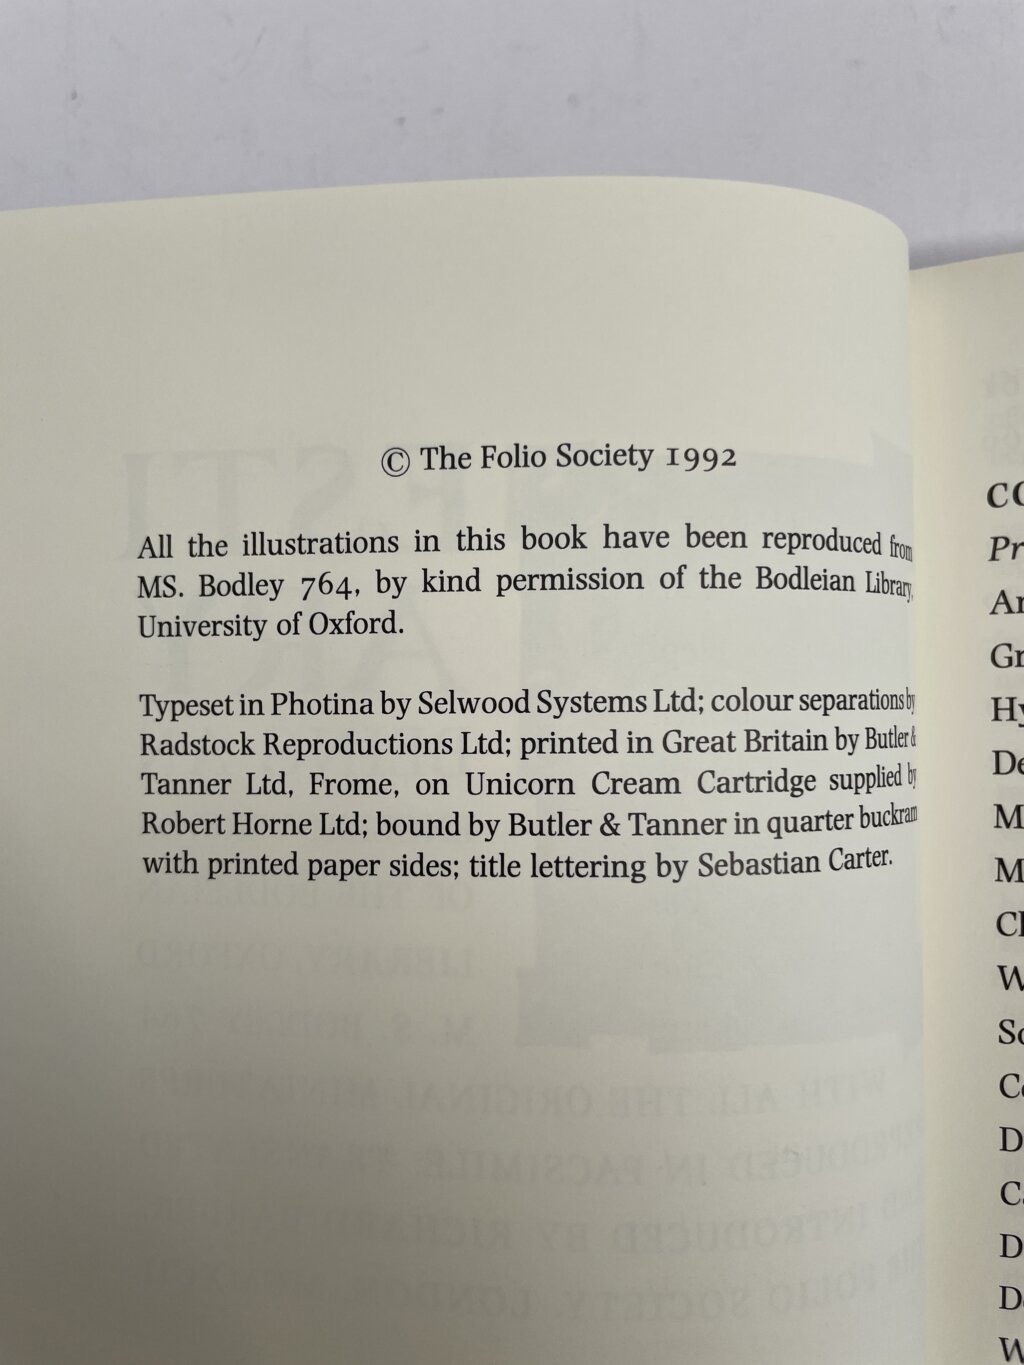 © The Folio Society 1992
All the illustrations in this book have been reproduced from
MS. Bodley 764, by kind permission of the Bodleian Library,
University of Oxford.
Typeset in Photina by Selwood Systems Ltd; colour separations by
Radstock Reproductions Ltd; printed in Great Britain by Butler &
Tanner Ltd, Frome, on Unicorn Cream Cartridge supplied by
Robert Horne Ltd; bound by Butler & Tanner in quarter buckram
with printed paper sides; title lettering by Sebastian Carter.